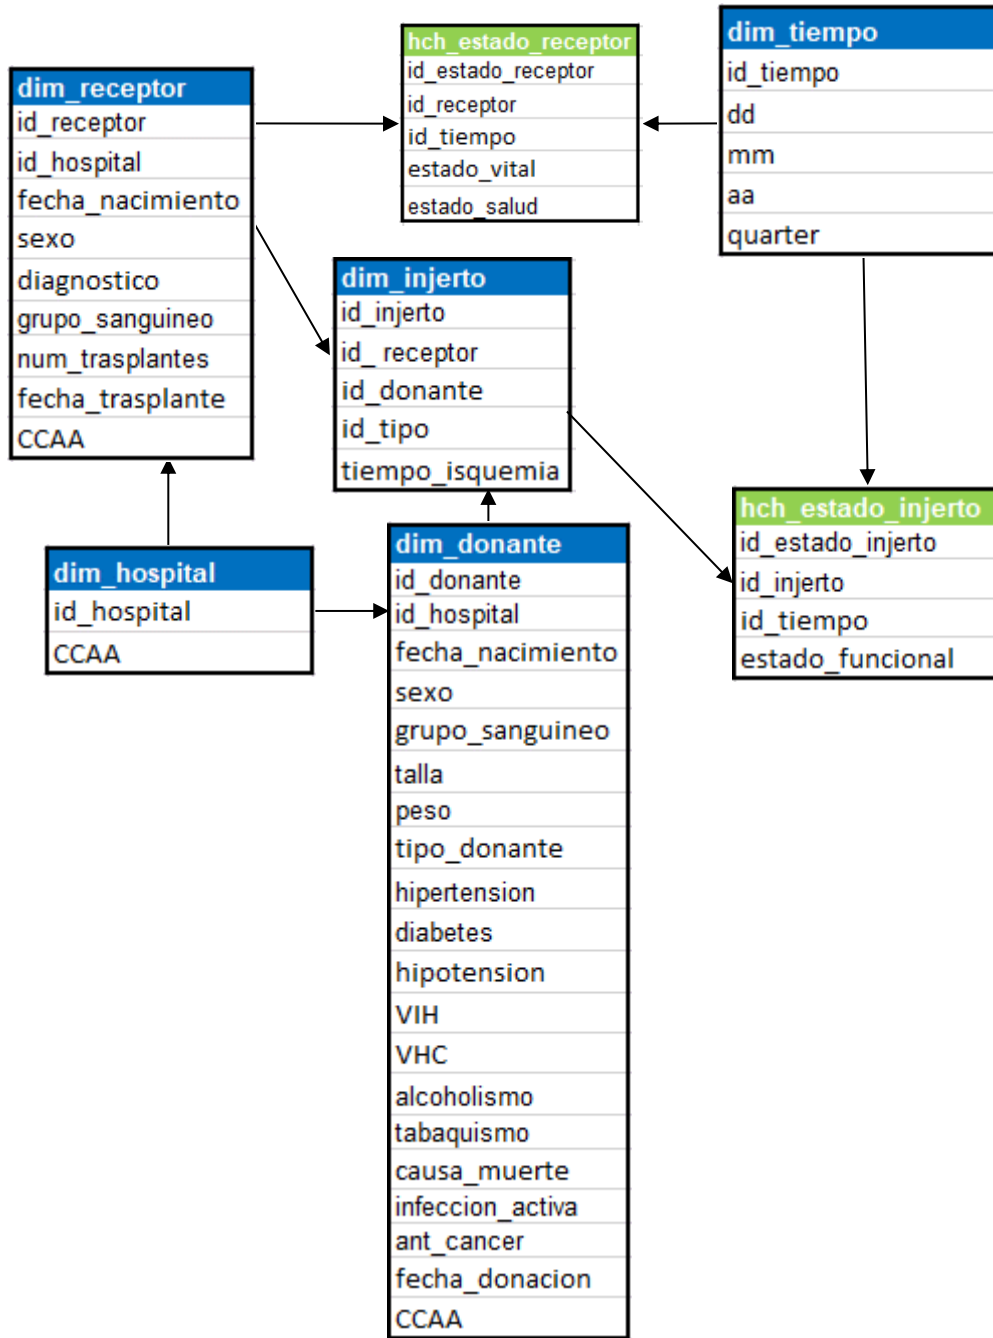 hch_estado_receptor
id_estado_receptor
id_receptor
id_tiempo
estado_vital
estado_salud
dim_tiempo
id_tiempo
dd
mm
aa
quarter
dim_receptor
id_receptor
id_hospital
fecha_nacimiento
sexo
diagnostico
grupo_sanguineo
num_trasplantes
fecha_trasplante
CCAA
dim_injerto
id_injerto
id_ receptor
id_donante
id_tipo
tiempo_isquemia
hch_estado_injerto
id_estado_injerto
id_injerto
id_tiempo
estado_funcional
dim_hospital
id_hospital
CCAA
dim_donante
id_donante
id_hospital
fecha_nacimiento
sexo
grupo_sanguineo
talla
peso
tipo_donante
hipertension
diabetes
hipotension
VIH
VHC
alcoholismo
tabaquismo
causa_muerte
infeccion_activa
ant_cancer
fecha_donacion
CCAA